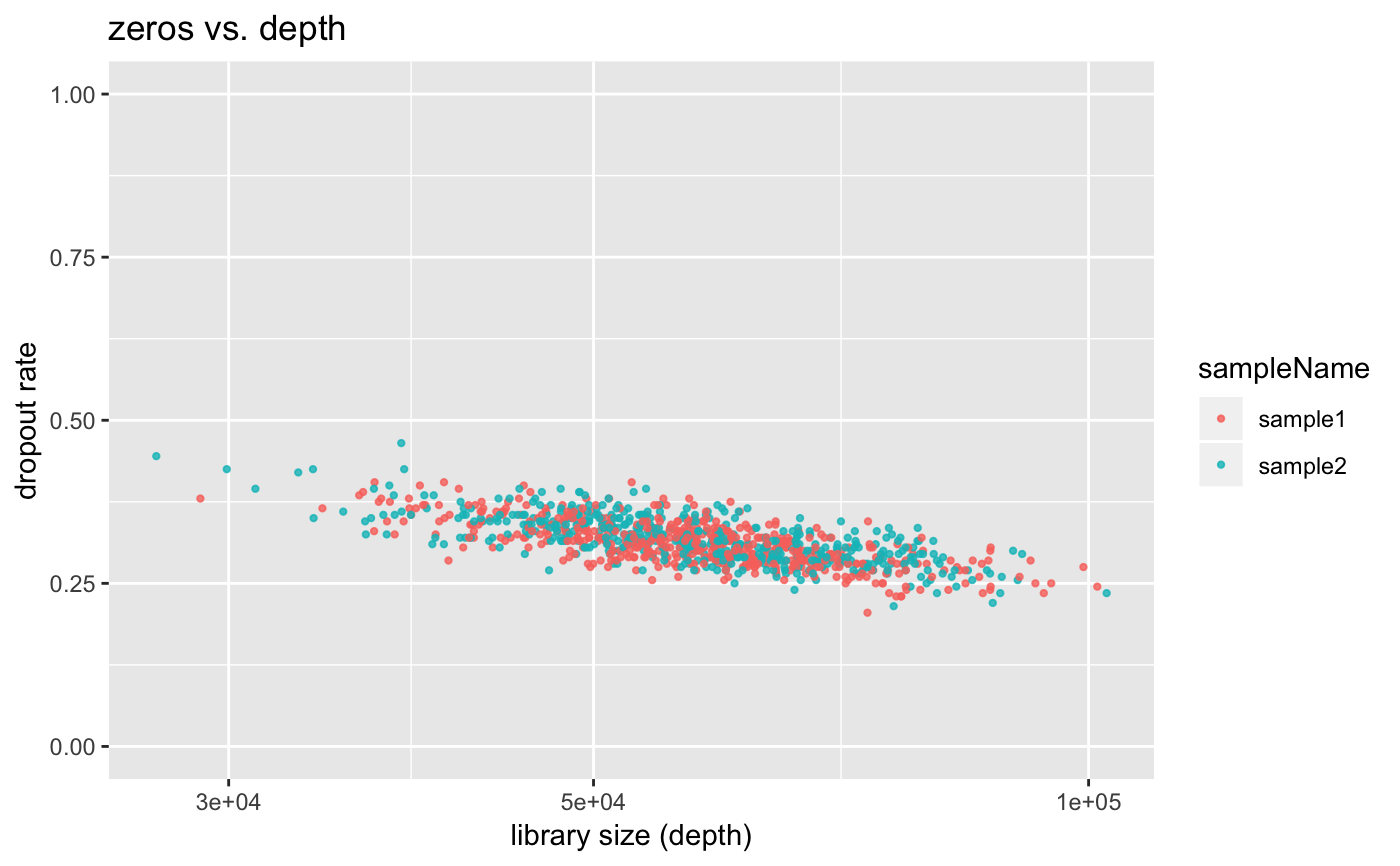 zeros vs. depth
1.00
0.75
0.50
0.25
0.00
dropout rate
3e+04
5e+04
1e+05
library size (depth)
sampleName
sample1
sample2